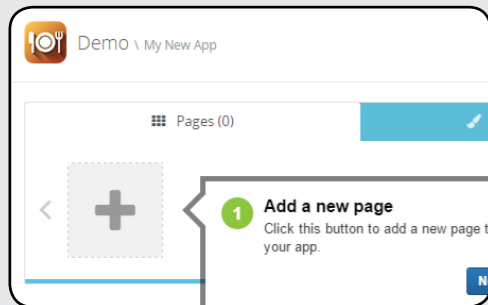 Demo \ My New App
Pages (0)
1 Add a new page
Click this button to add a new page
your app.